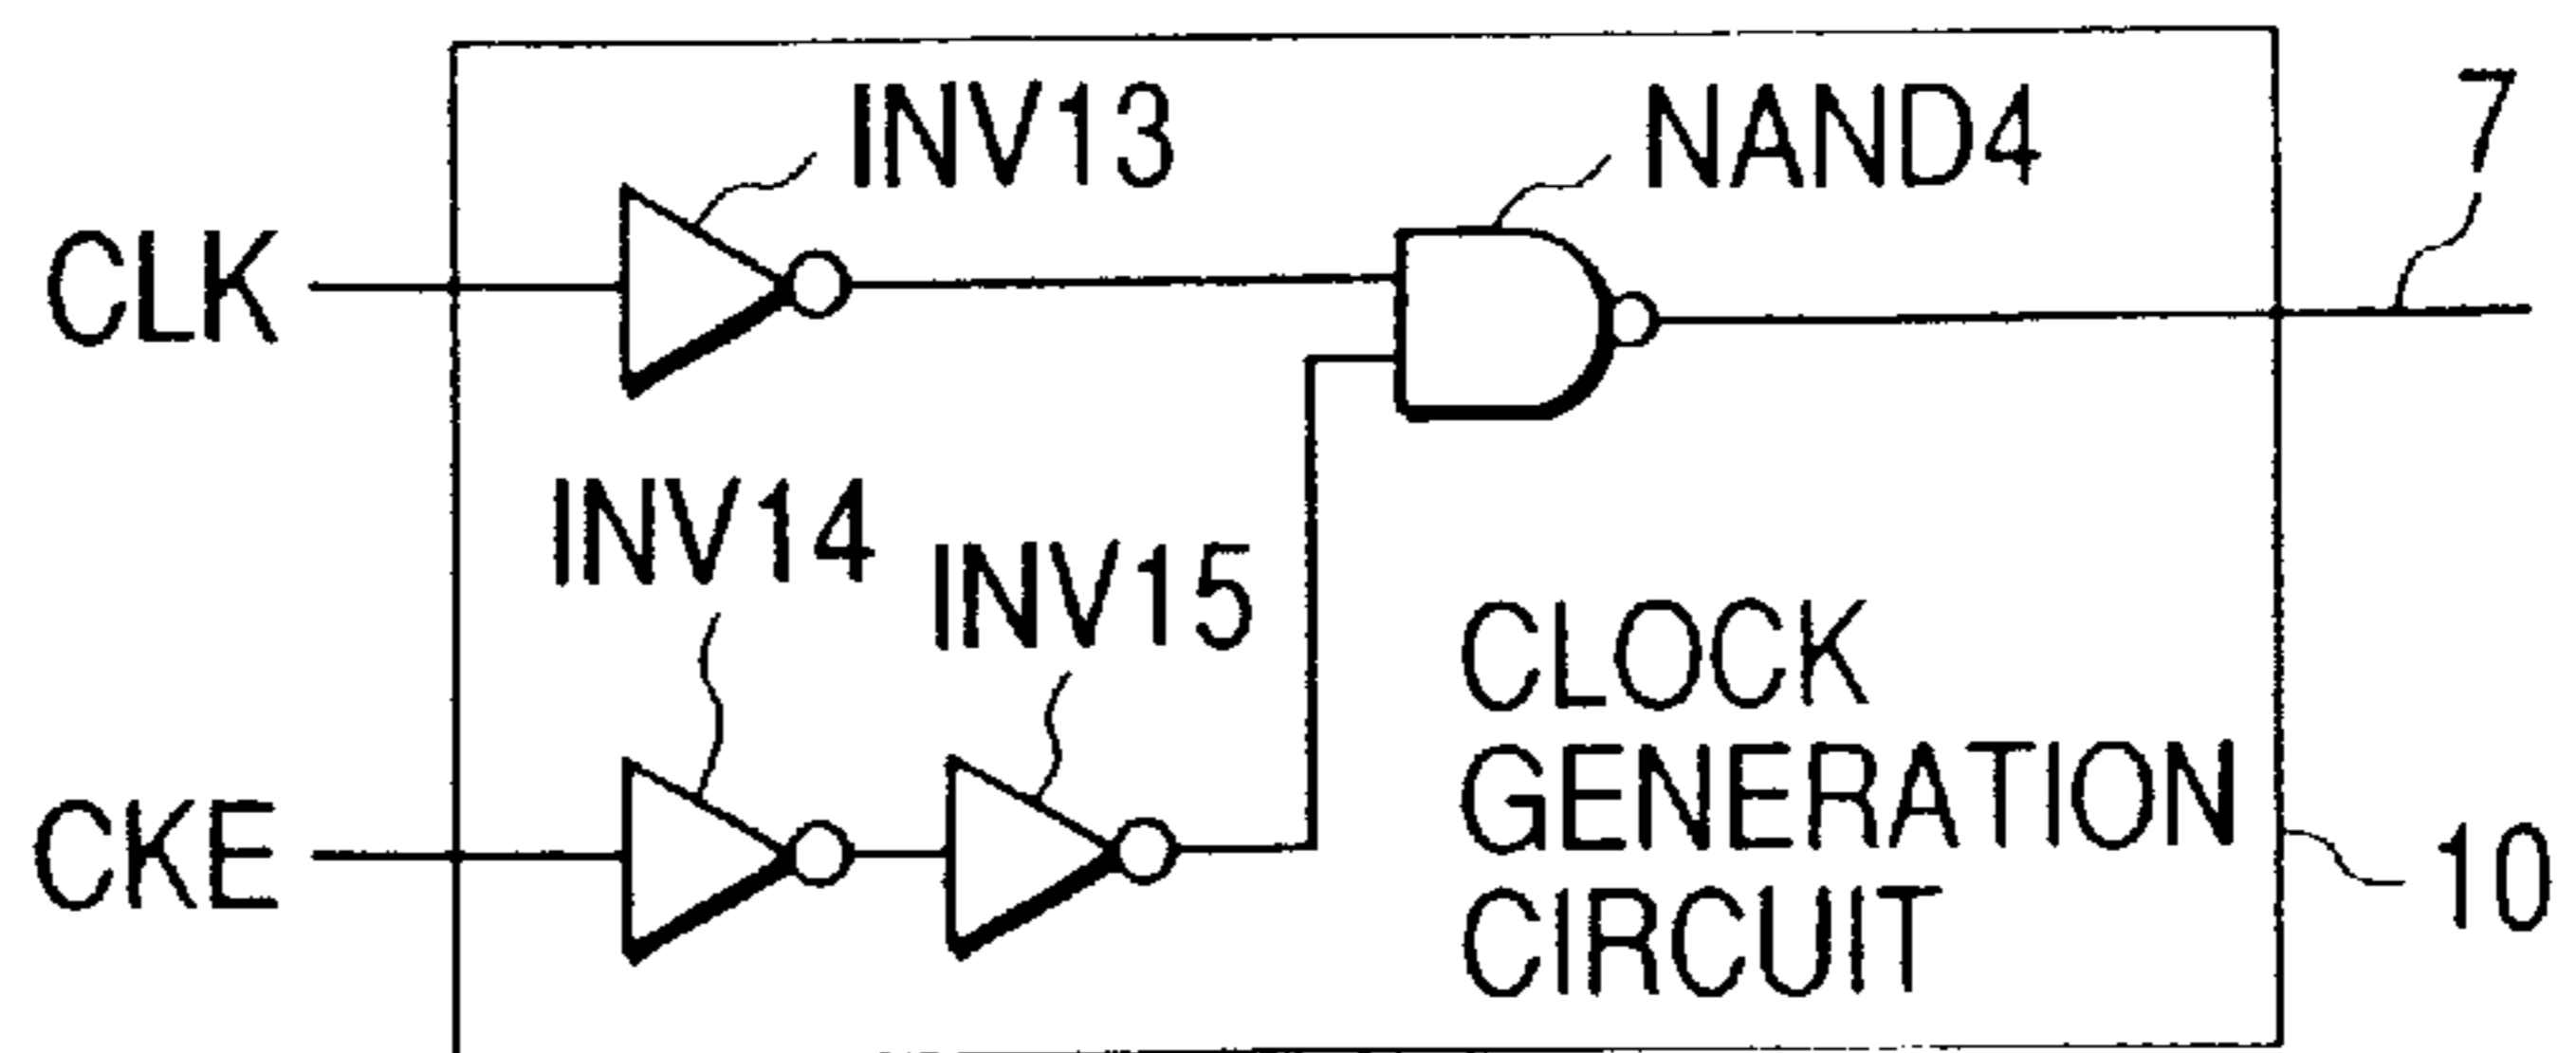 INV13
NAND4
7
CLK
INV14
INV15
CLOCK
GENERATION
CIRCUIT
CKE
10